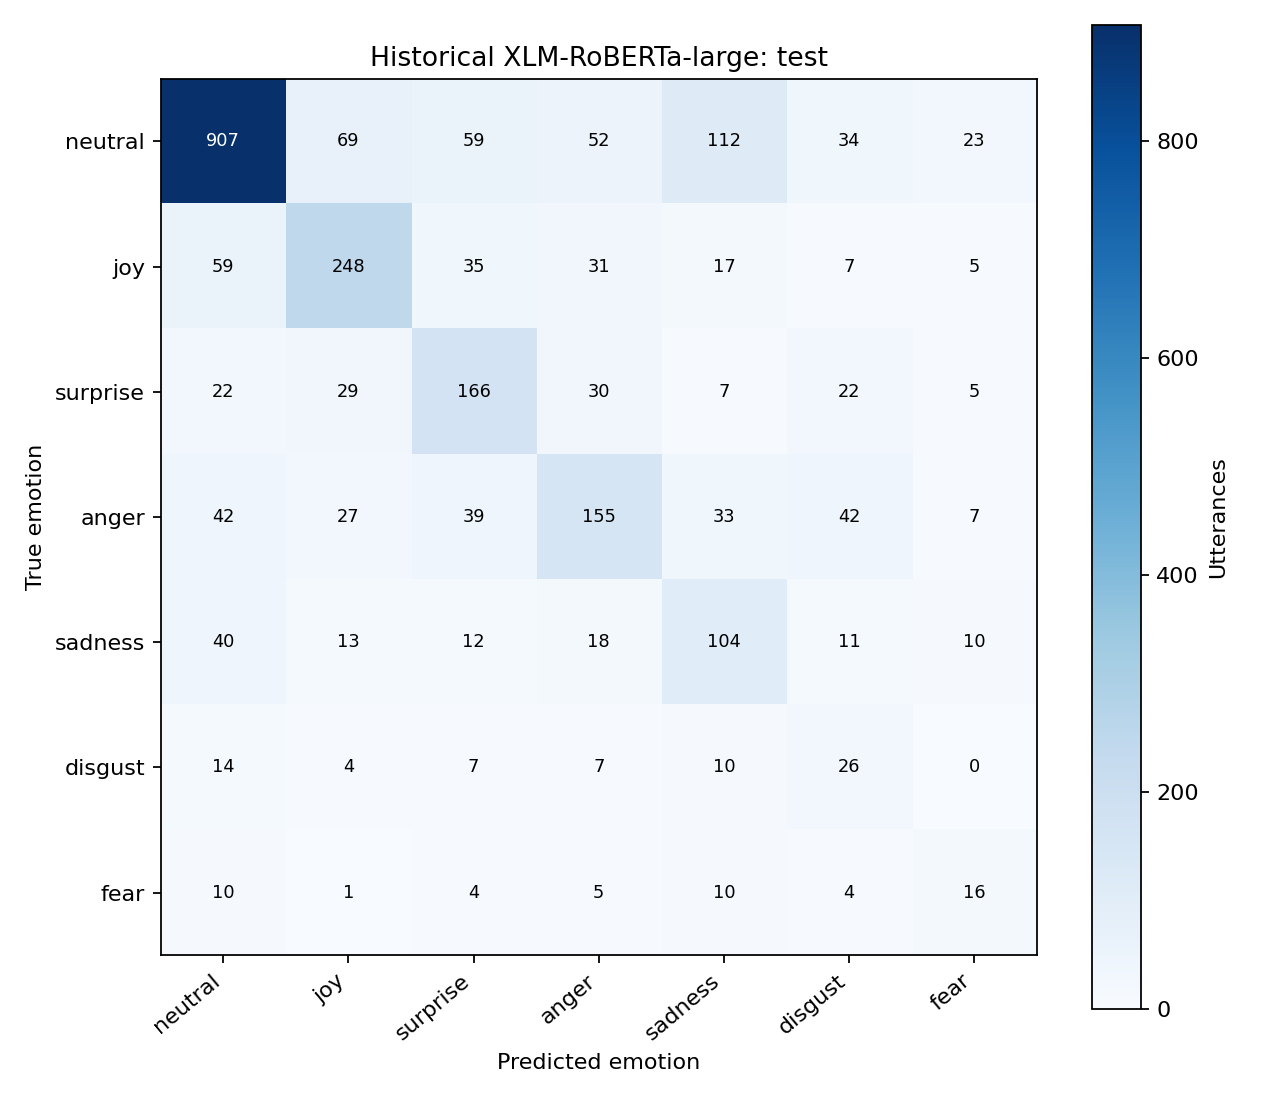 Historical XLM-RoBERTa-large: test
neutral 907 69 59 52 112 34 23
joy 59 248 35 31 17 7 5
surprise 22 29 166 30 7 22 5
anger 42 27 39 155 33 42 7
sadness 40 13 12 18 104 11 10
disgust 14 4 7 7 10 26 0
fear 10 1 4 5 10 4 16
neutral joy surprise anger sadness disgust fear
Predicted emotion
True emotion
800
600
400
200
0
Utterances